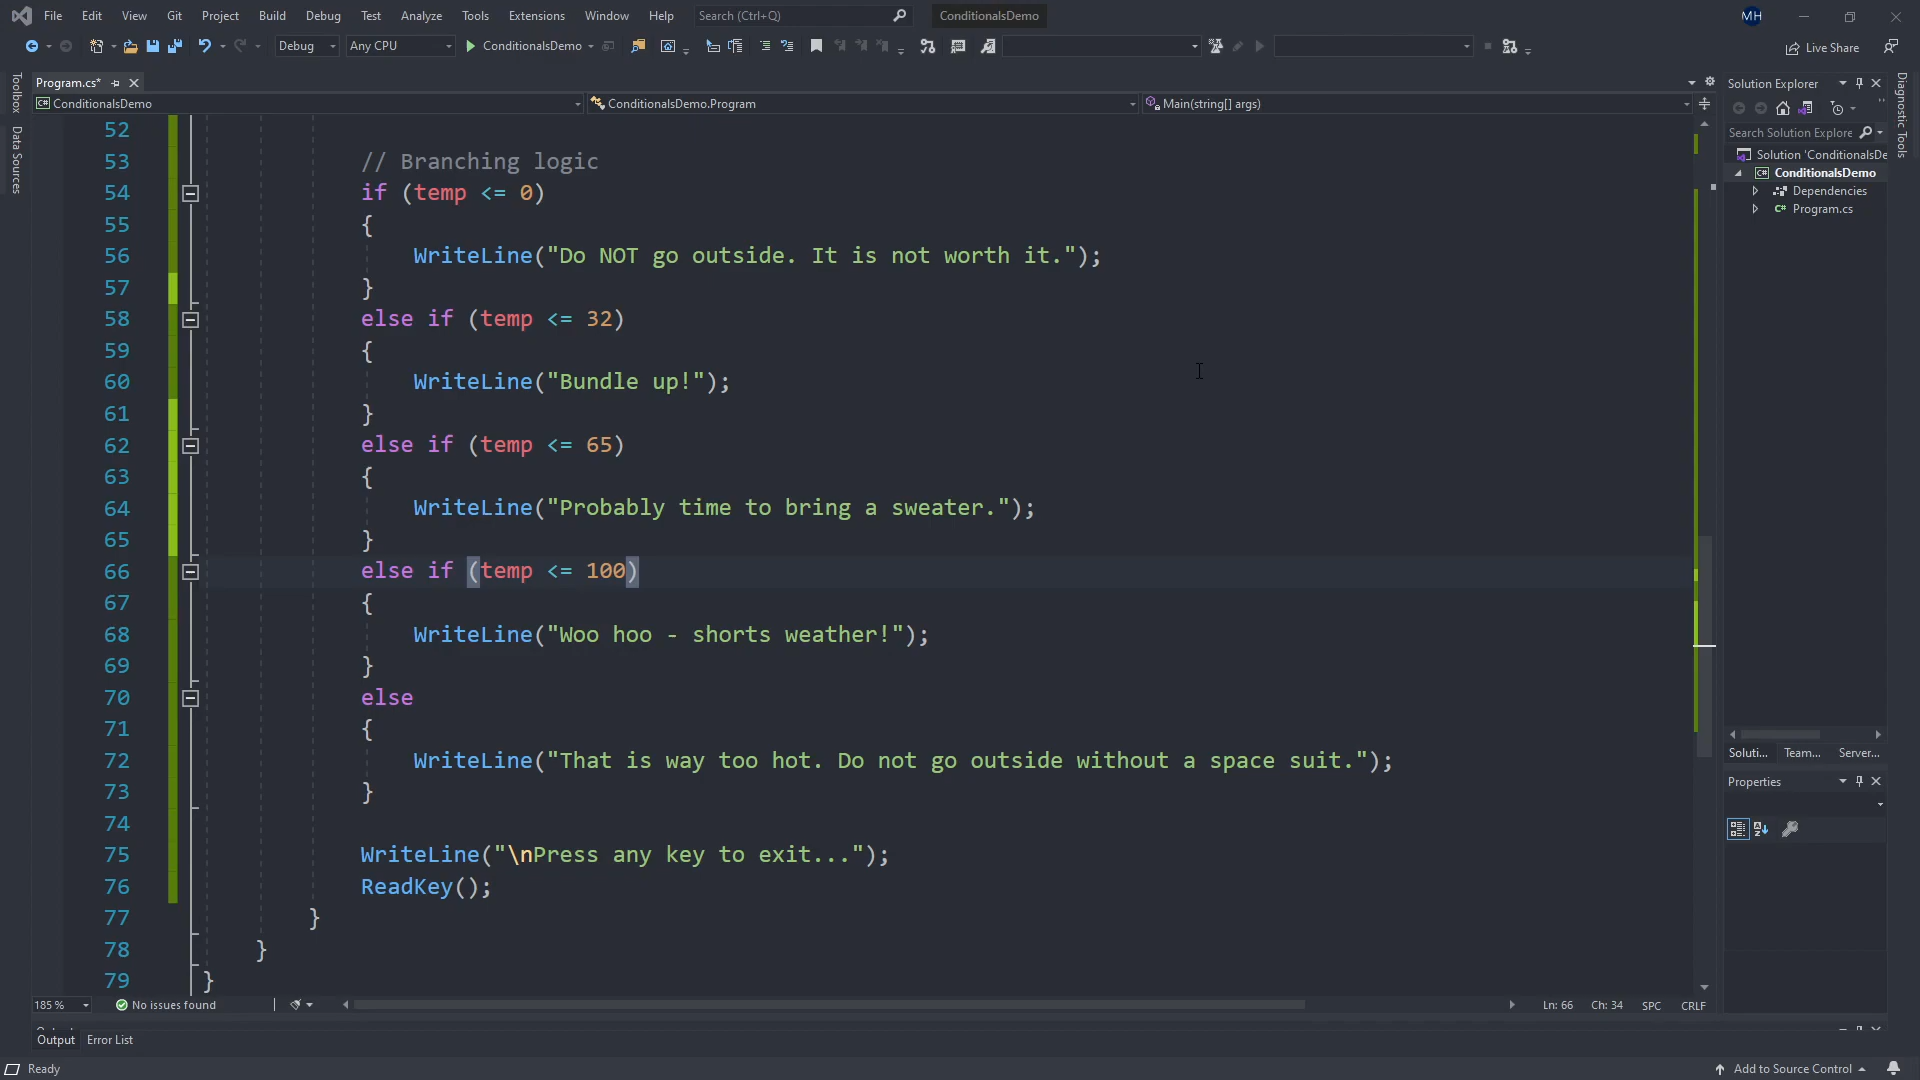 File Edit View Git Project Build Debug Test Analyze Tools Extensions Window Help Search (Ctrl+Q) ConditionalsDemo MH
Debug Any CPU ConditionalsDemo Live Share
Program.cs*
ConditionalsDemo ConditionalsDemo.Program Main(string[] args)
Toolbox
Data Sources
52
53 // Branching logic
54 if (temp <= 0)
55 {
56 WriteLine("Do NOT go outside. It is not worth it.");
57 }
58 else if (temp <= 32)
59 {
60 WriteLine("Bundle up!");
61 }
62 else if (temp <= 65)
63 {
64 WriteLine("Probably time to bring a sweater.");
65 }
66 else if (temp <= 100)
67 {
68 WriteLine("Woo hoo - shorts weather!");
69 }
70 else
71 {
72 WriteLine("That is way too hot. Do not go outside without a space suit.");
73 }
74
75 WriteLine("\nPress any key to exit...");
76 ReadKey();
77 }
78 }
79 }
185 % No issues found Ln: 66 Ch: 34 SPC CRLF
Solution Explorer
Search Solution Explore
Solution 'ConditionalsDe
C# ConditionalsDemo
Dependencies
C# Program.cs
Soluti... Team... Server...
Properties
Diagnostic Tools
Output Error List
Ready Add to Source Control